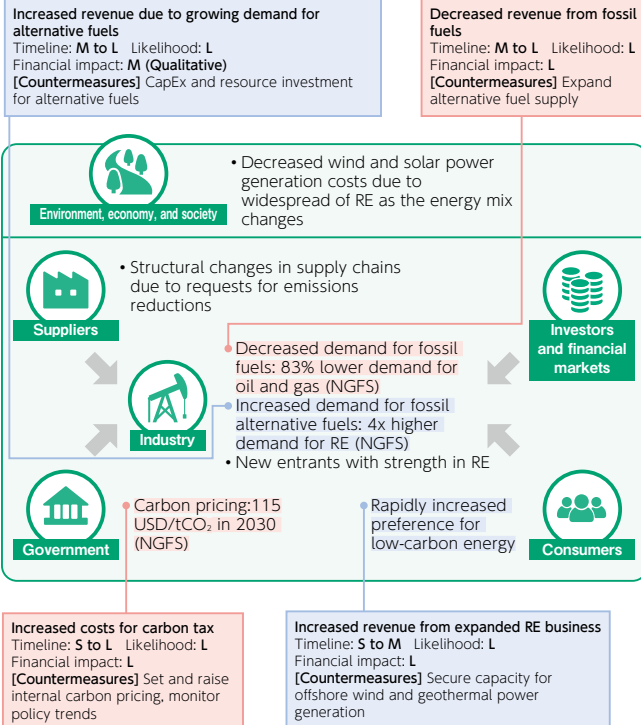 Increased revenue due to growing demand for
alternative fuels
Timeline: M to L Likelihood: L
Financial impact: M (Qualitative)
[Countermeasures] CapEx and resource investment
for alternative fuels
Decreased revenue from fossil
fuels
Timeline: M to L Likelihood: L
Financial impact: L
[Countermeasures] Expand
alternative fuel supply
Environment, economy, and society
• Decreased wind and solar power
generation costs due to
widespread of RE as the energy mix
changes
Suppliers
• Structural changes in supply chains
due to requests for emissions
reductions
Investors
and financial
markets
Industry
Decreased demand for fossil
fuels: 83% lower demand for
oil and gas (NGFS)
Increased demand for fossil
alternative fuels: 4x higher
demand for RE (NGFS)
• New entrants with strength in RE
Government
Carbon pricing:115
USD/tCO₂ in 2030
(NGFS)
Rapidly increased
preference for
low-carbon energy
Consumers
Increased costs for carbon tax
Timeline: S to L Likelihood: L
Financial impact: L
[Countermeasures] Set and raise
internal carbon pricing, monitor
policy trends
Increased revenue from expanded RE business
Timeline: S to M Likelihood: L
Financial impact: L
[Countermeasures] Secure capacity for
offshore wind and geothermal power
generation